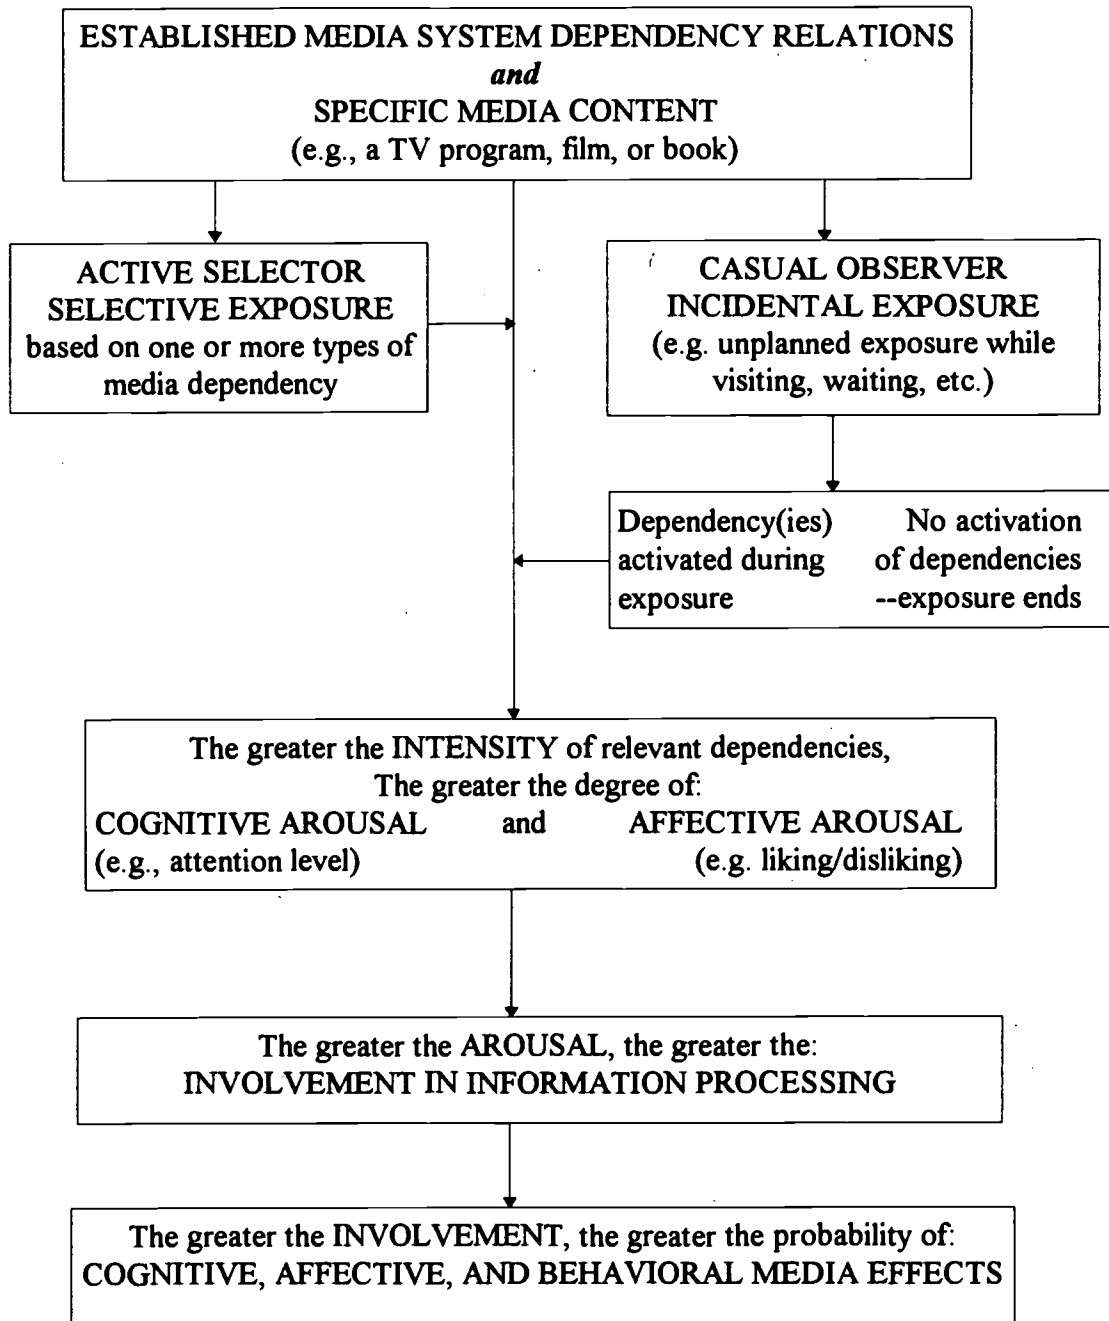 ESTABLISHED MEDIA SYSTEM DEPENDENCY RELATIONS
and
SPECIFIC MEDIA CONTENT
(e.g., a TV program, film, or book)
ACTIVE SELECTOR
SELECTIVE EXPOSURE
based on one or more types of
media dependency
CASUAL OBSERVER
INCIDENTAL EXPOSURE
(e.g. unplanned exposure while
visiting, waiting, etc.)
Dependency(ies)
activated during
exposure
No activation
of dependencies
--exposure ends
The greater the INTENSITY of relevant dependencies,
The greater the degree of:
COGNITIVE AROUSAL and AFFECTIVE AROUSAL
(e.g., attention level) (e.g. liking/disliking)
The greater the AROUSAL, the greater the:
INVOLVEMENT IN INFORMATION PROCESSING
The greater the INVOLVEMENT, the greater the probability of:
COGNITIVE, AFFECTIVE, AND BEHAVIORAL MEDIA EFFECTS